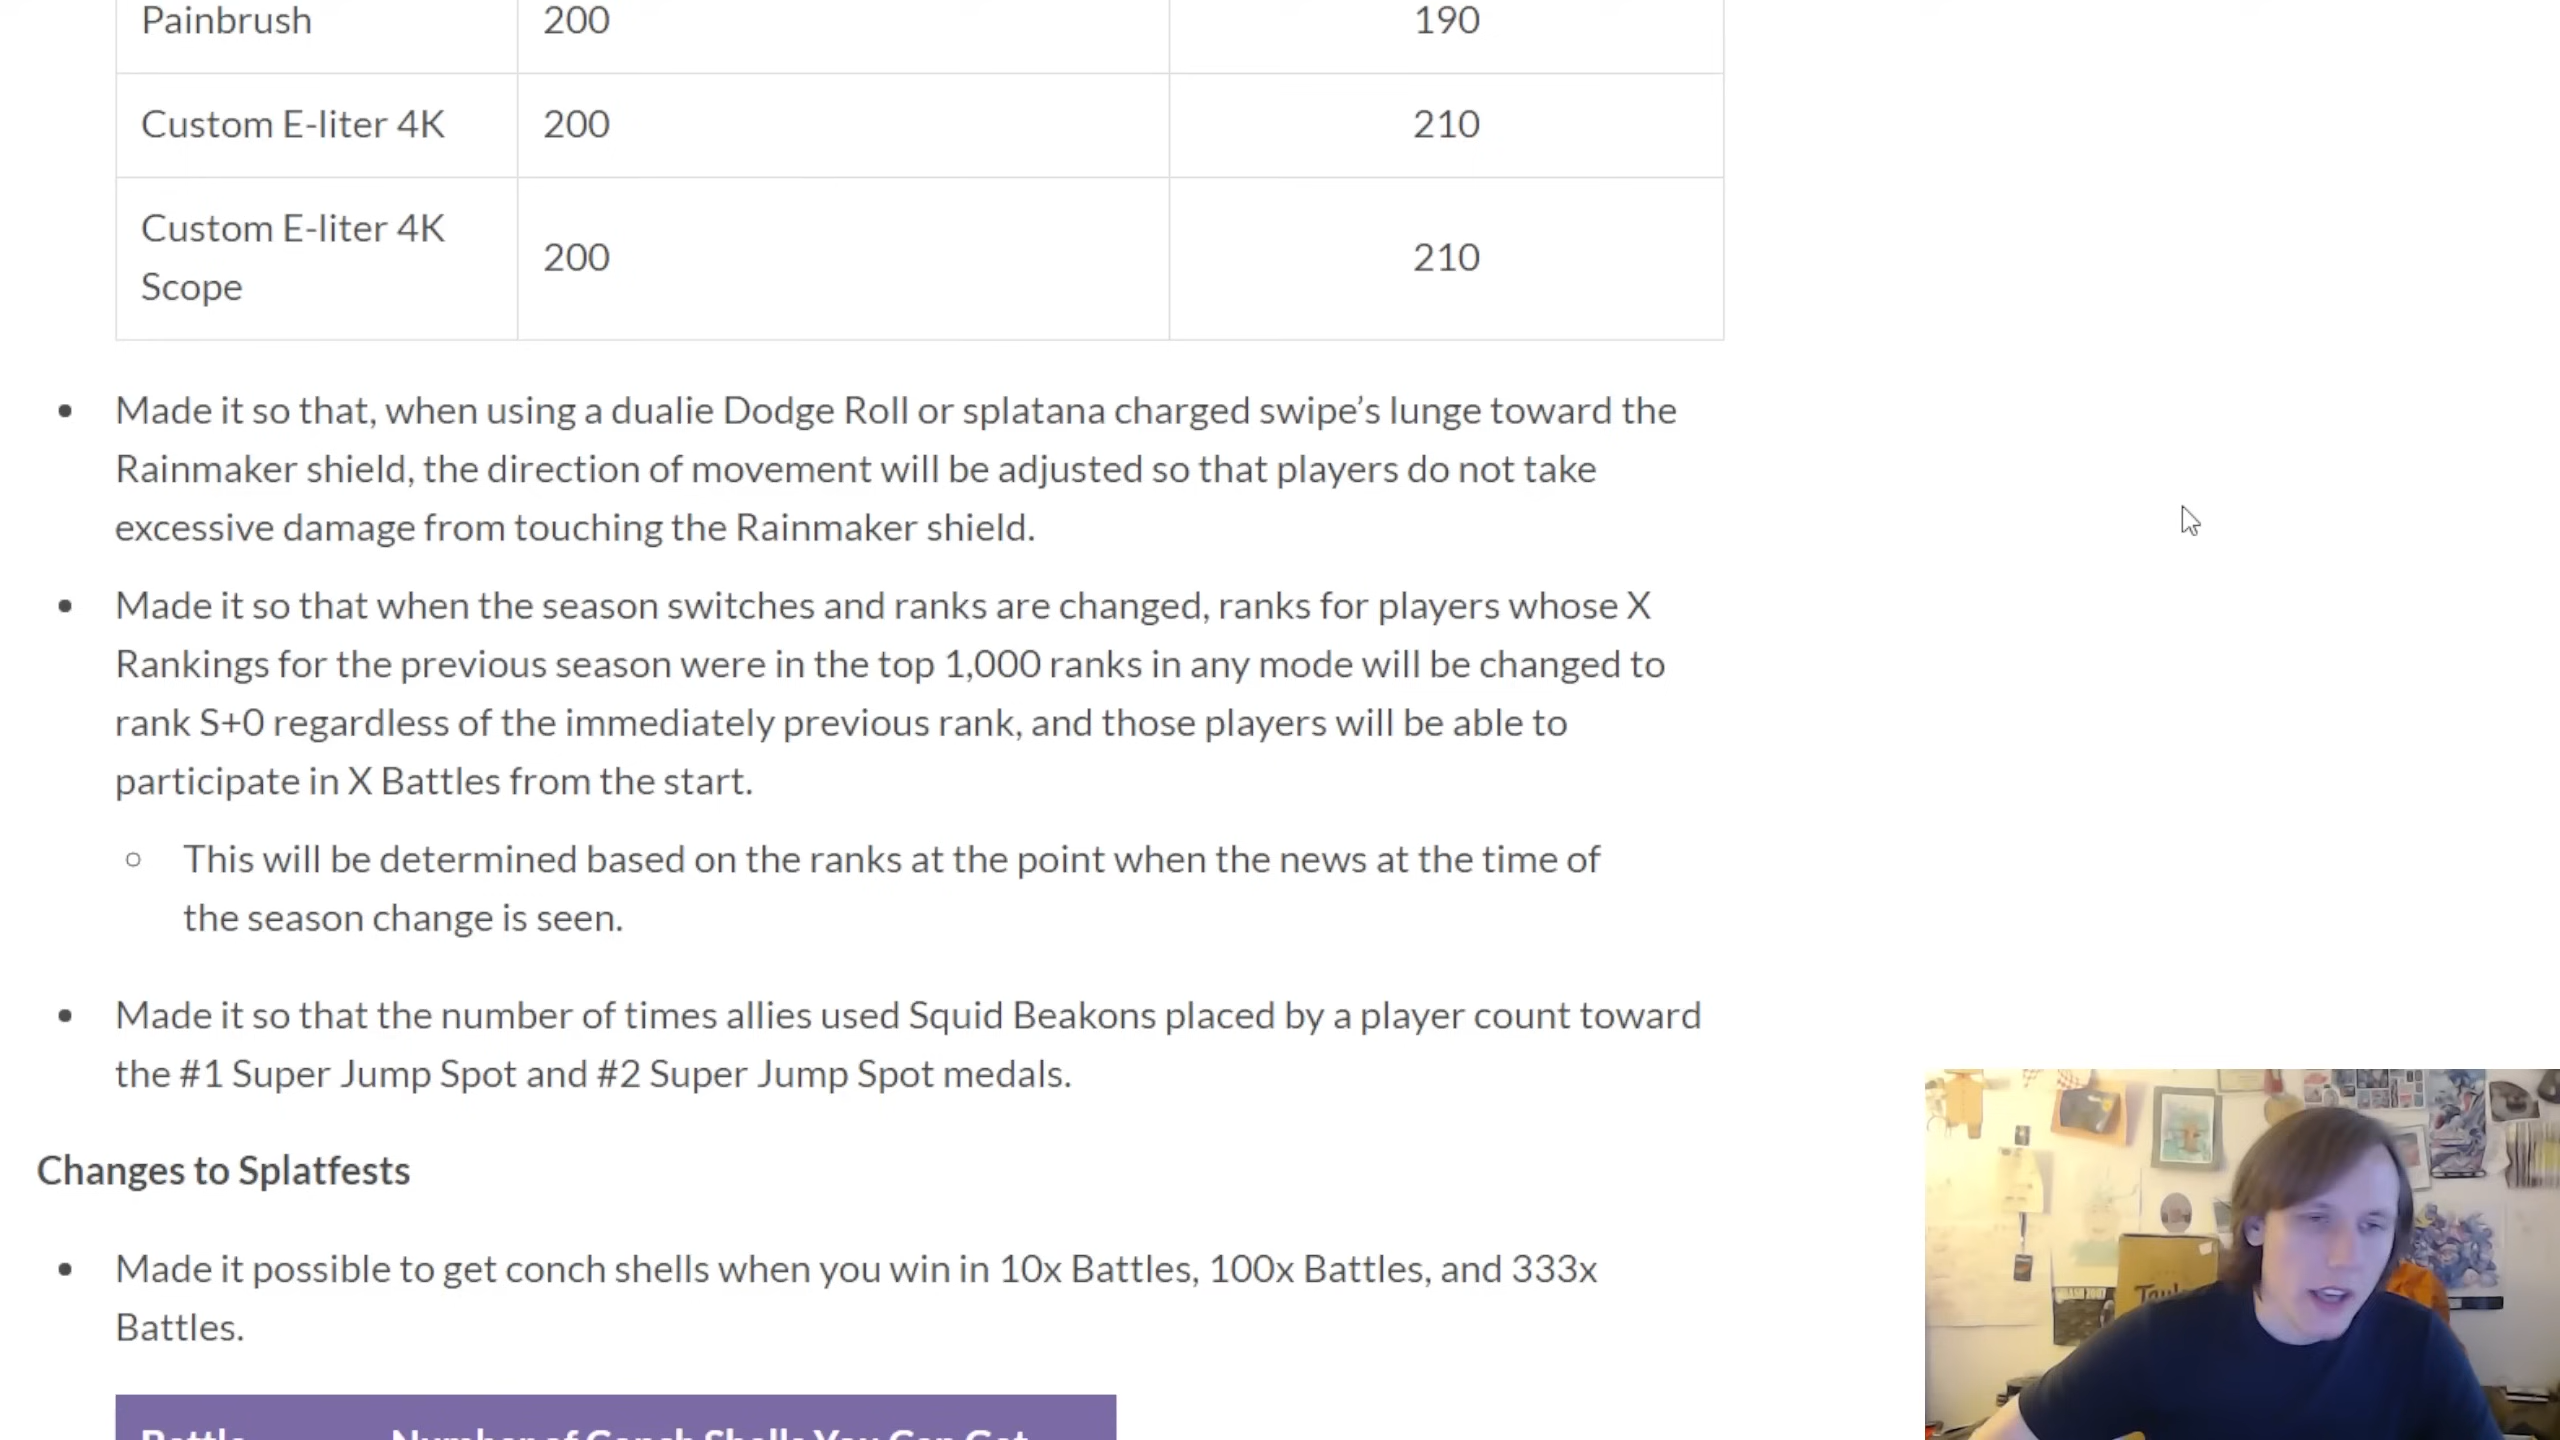 Painbrush 200 190
Custom E-liter 4K 200 210
Custom E-liter 4K
Scope 200 210
• Made it so that, when using a dualie Dodge Roll or splatana charged swipe’s lunge toward the
Rainmaker shield, the direction of movement will be adjusted so that players do not take
excessive damage from touching the Rainmaker shield.
• Made it so that when the season switches and ranks are changed, ranks for players whose X
Rankings for the previous season were in the top 1,000 ranks in any mode will be changed to
rank S+0 regardless of the immediately previous rank, and those players will be able to
participate in X Battles from the start.
○ This will be determined based on the ranks at the point when the news at the time of
the season change is seen.
• Made it so that the number of times allies used Squid Beakons placed by a player count toward
the #1 Super Jump Spot and #2 Super Jump Spot medals.
Changes to Splatfests
• Made it possible to get conch shells when you win in 10x Battles, 100x Battles, and 333x
Battles.
Battle Number of Conch Shells You Can Get